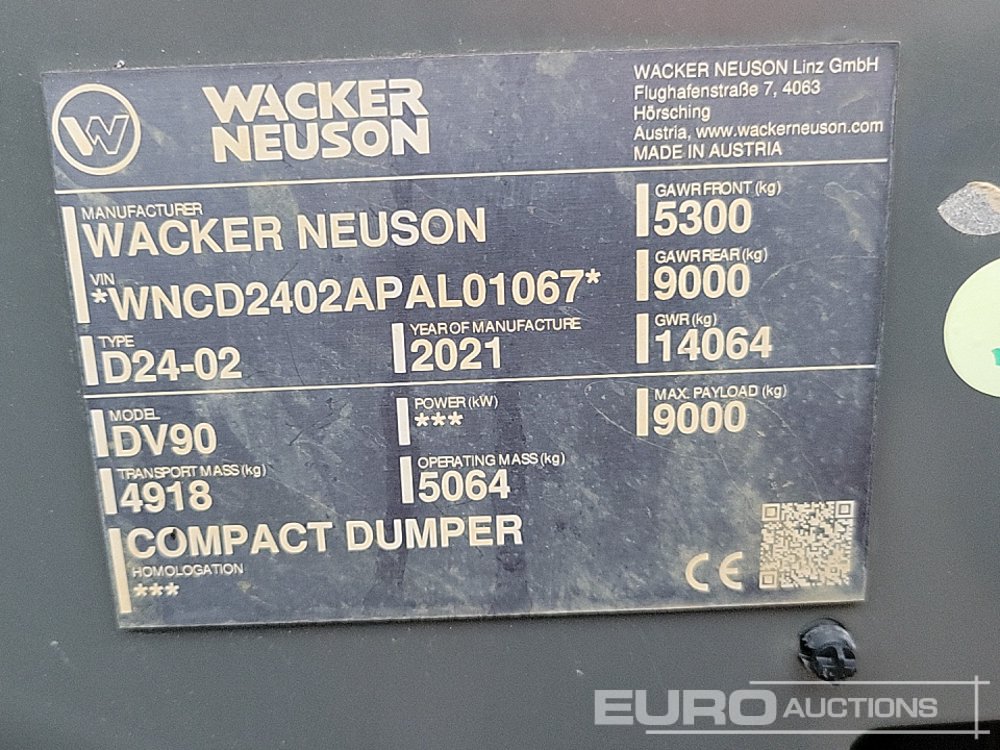 W
WACKER
NEUSON
WACKER NEUSON Linz GmbH
Flughafenstraße 7, 4063
Hörsching
Austria, www.wackerneuson.com
MADE IN AUSTRIA
MANUFACTURER
WACKER NEUSON
VIN
*WNCD2402APAL01067*
TYPE
D24-02
YEAR OF MANUFACTURE
2021
GAWR FRONT (kg)
5300
GAWR REAR (kg)
9000
GWR (kg)
14064
MODEL
DV90
POWER (kW)
***
MAX. PAYLOAD (kg)
9000
TRANSPORT MASS (kg)
4918
OPERATING MASS (kg)
5064
COMPACT DUMPER
HOMOLOGATION
***
CE
EURO AUCTIONS